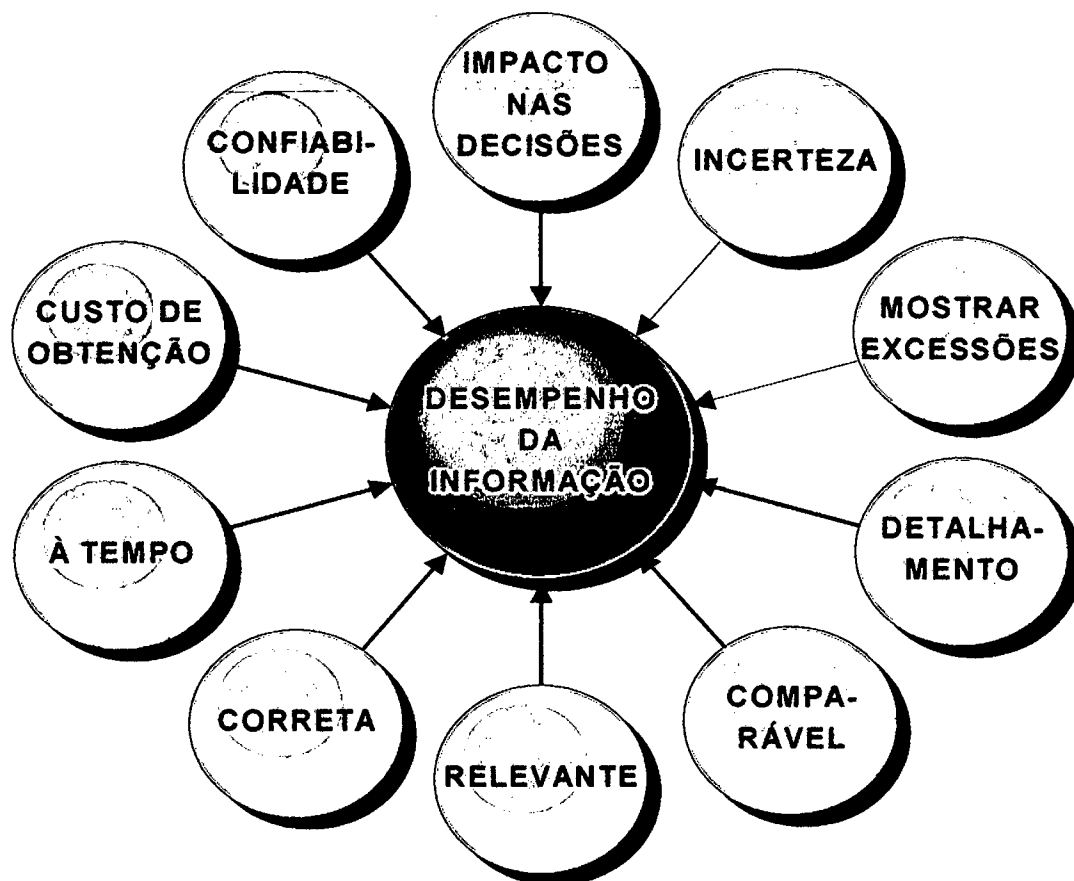 IMPACTO
NAS
DECISÕES
CONFIABI-
LIDADE
INCERTEZA
CUSTO DE
OBTENÇÃO
MOSTRAR
EXCESSÕES
DESEMPENHO
DA
INFORMAÇÃO
À TEMPO
DETALHA-
MENTO
CORRETA
RELEVANTE
COMPA-
RÁVEL